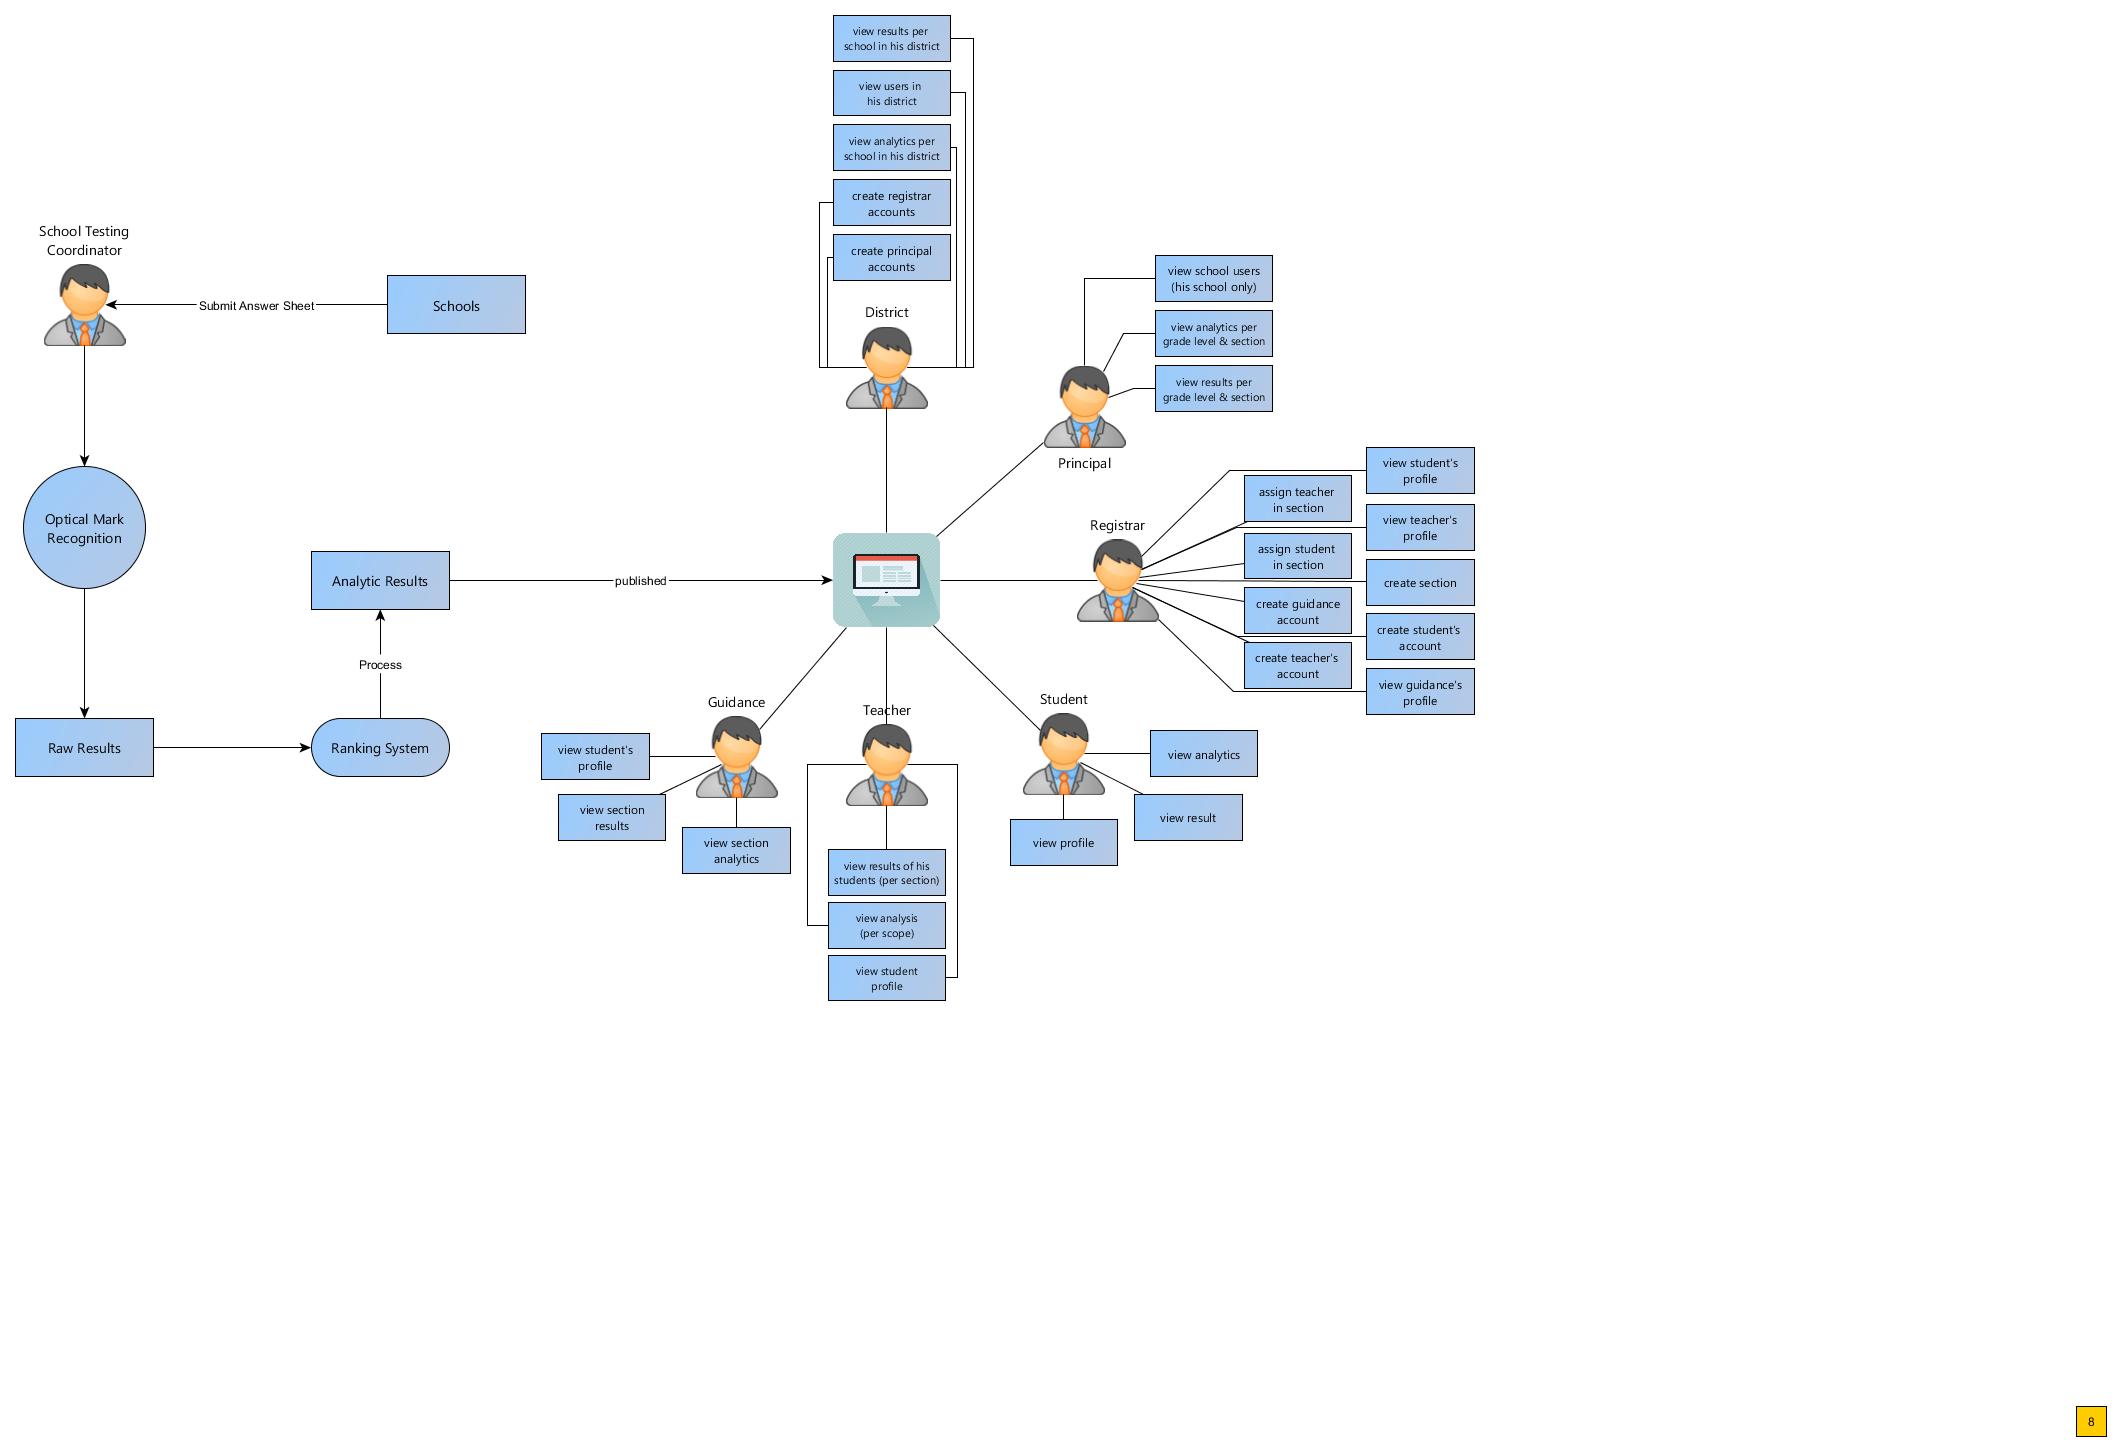 view results per
school in his district
view users in
his district
view analytics per
school in his district
create registrar
accounts
create principal
accounts
District
School Testing
Coordinator
Submit Answer Sheet
Schools
Optical Mark
Recognition
Raw Results
Ranking System
Process
Analytic Results
published
view school users
(his school only)
view analytics per
grade level & section
view results per
grade level & section
Principal
Registrar
view student's
profile
assign teacher
in section
view teacher's
profile
assign student
in section
create section
create guidance
account
create student's
account
create teacher's
account
view guidance's
profile
Guidance
view student's
profile
view section
results
view section
analytics
Teacher
view results of his
students (per section)
view analysis
(per scope)
view student
profile
Student
view analytics
view result
view profile
8